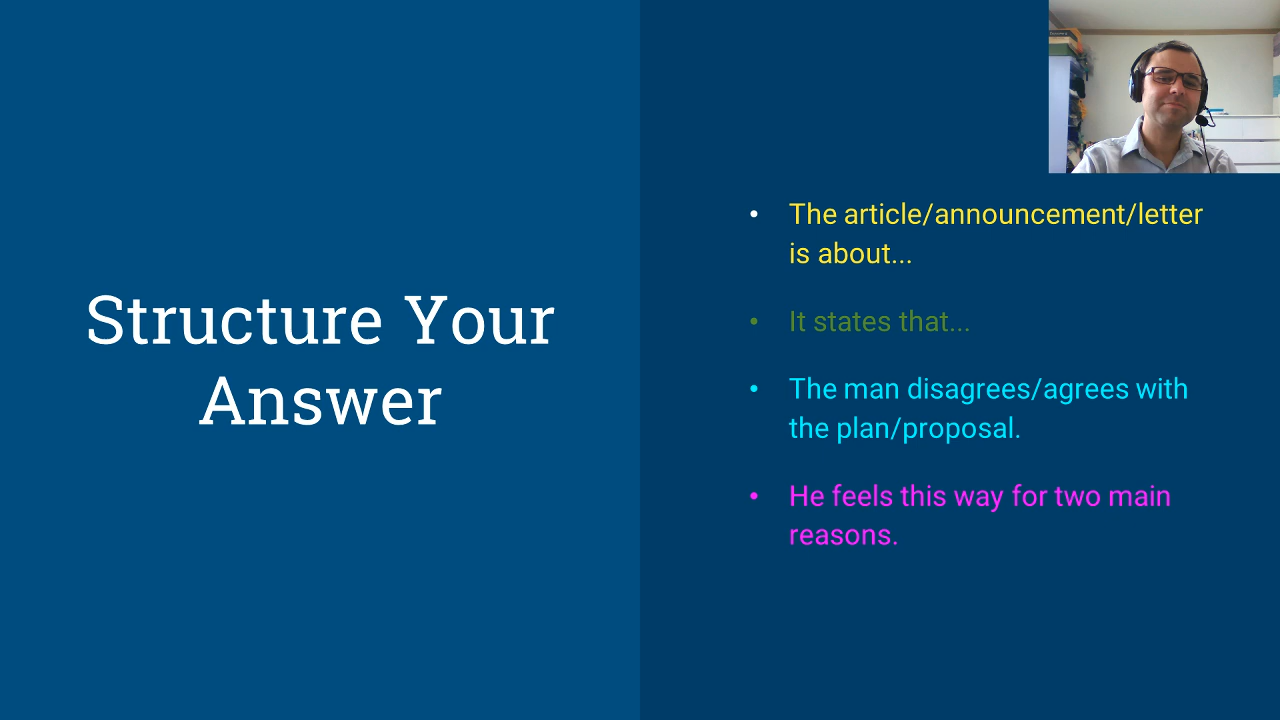 Structure Your
Answer
• The article/announcement/letter
is about...
• It states that...
• The man disagrees/agrees with
the plan/proposal.
• He feels this way for two main
reasons.